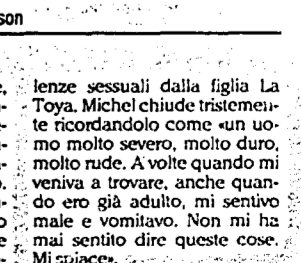 son
lenze sessuali dalla figlia La
Toya. Michel chiude tristemen-
te ricordandolo come «un uo-
mo molto severo, molto duro,
molto rude. A volte quando mi
veniva a trovare, anche quan-
do ero già adulto, mi sentivo
male e vomitavo. Non mi ha
mai sentito dire queste cose.
Mi spiace».